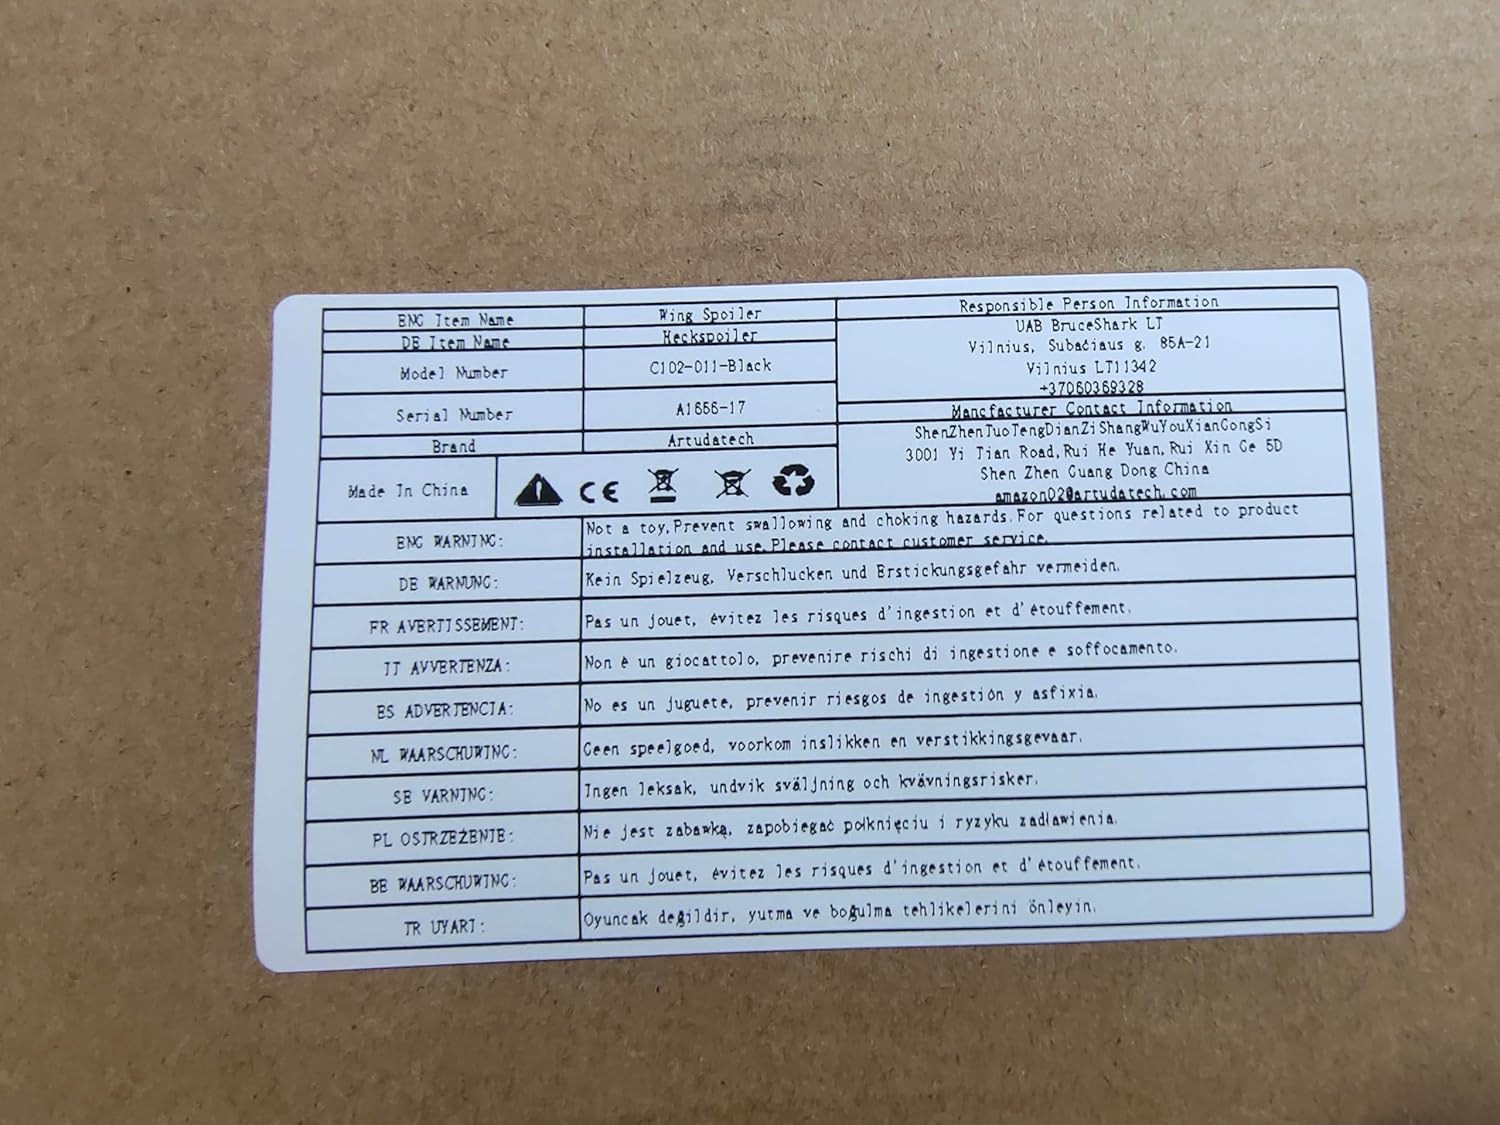 ENG Item Name
Wing Spoiler
DE Item Name
Heckspoiler
Model Number
C102-011-Black
Serial Number
A1656-17
Brand
Artudatech
Made In China
CE
Responsible Person Information
UAB BruceShark LT
Vilnius, Subačiaus g. 85A-21
Vilnius LT11342
+37060369328
Mancfacturer Contact Information
ShenZhenTuoTengDianZiShangWuYouXianGongSi
3001 Yi Tian Road,Rui He Yuan,Rui Xin Ge 5D
Shen Zhen Guang Dong China
amazon02@artudatech.com
ENG WARNING:
Not a toy,Prevent swallowing and choking hazards.For questions related to product
installation and use.Please contact customer service.
DE WARNUNG:
Kein Spielzeug, Verschlucken und Erstickungsgefahr vermeiden.
FR AVERTISSEMENT:
Pas un jouet, évitez les risques d'ingestion et d'étouffement.
IT AVVERTENZA:
Non è un giocattolo, prevenire rischi di ingestione e soffocamento.
ES ADVERTENCIA:
No es un juguete, prevenir riesgos de ingestión y asfixia.
NL WAARSCHUWING:
Geen speelgoed, voorkom inslikken en verstikkingsgevaar.
SE VARNING:
Ingen leksak, undvik sväljning och kvävningsrisker.
PL OSTRZEŻENIE:
Nie jest zabawką, zapobiegać połknięciu i ryzyku zadławienia.
BE WAARSCHUWING:
Pas un jouet, évitez les risques d'ingestion et d'étouffement.
TR UYARI:
Oyuncak değildir, yutma ve boğulma tehlikelerini önleyin.